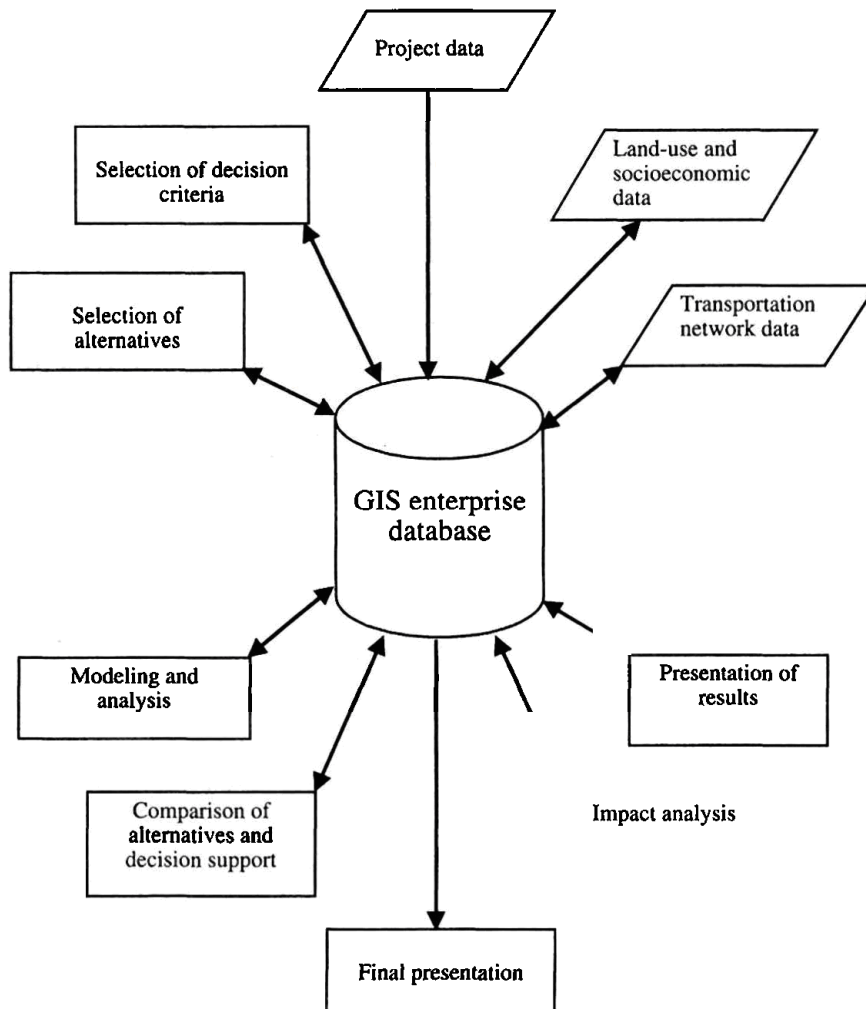 Project data
Selection of decision
criteria
Land-use and
socioeconomic
data
Selection of
alternatives
Transportation
network data
GIS enterprise
database
Modeling and
analysis
Presentation of
results
Comparison of
alternatives and
decision support
Impact analysis
Final presentation